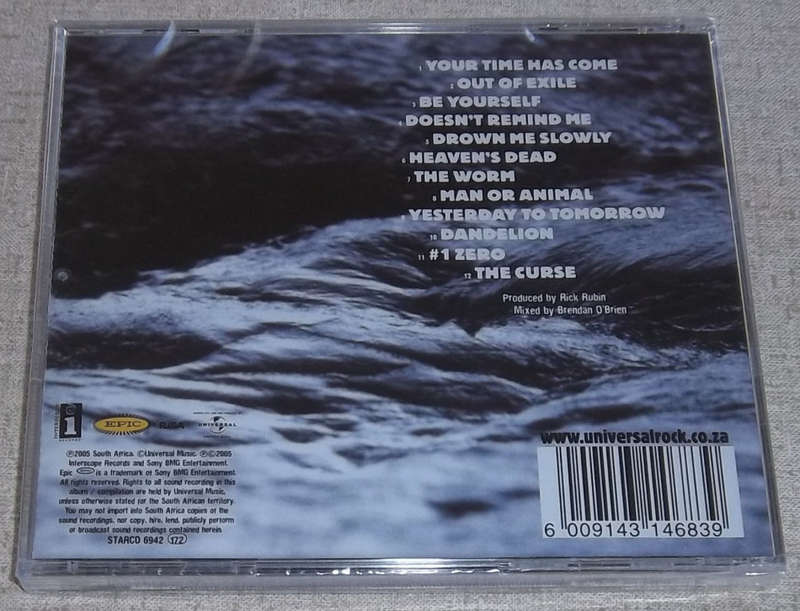 1 YOUR TIME HAS COME
2 OUT OF EXILE
3 BE YOURSELF
4 DOESN'T REMIND ME
5 DROWN ME SLOWLY
6 HEAVEN'S DEAD
7 THE WORM
8 MAN OR ANIMAL
9 YESTERDAY TO TOMORROW
10 DANDELION
11 #1 ZERO
12 THE CURSE
Produced by Rick Rubin
Mixed by Brendan O'Brien
i
EPIC
RiSA
UNIVERSAL
℗2005 South Africa. ©Universal Music. ℗©2005
Interscope Records and Sony BMG Entertainment.
Epic is a trademark of Sony BMG Entertainment.
All rights reserved. Rights to all sound recording in this
album / compilation are held by Universal Music,
unless otherwise stated for the South African territory.
You may not import into South Africa copies of the
sound recordings, nor copy, hire, lend, publicly perform
or broadcast sound recordings contained herein.
STARCD 6942 172
www.universalrock.co.za
6 009143 146839